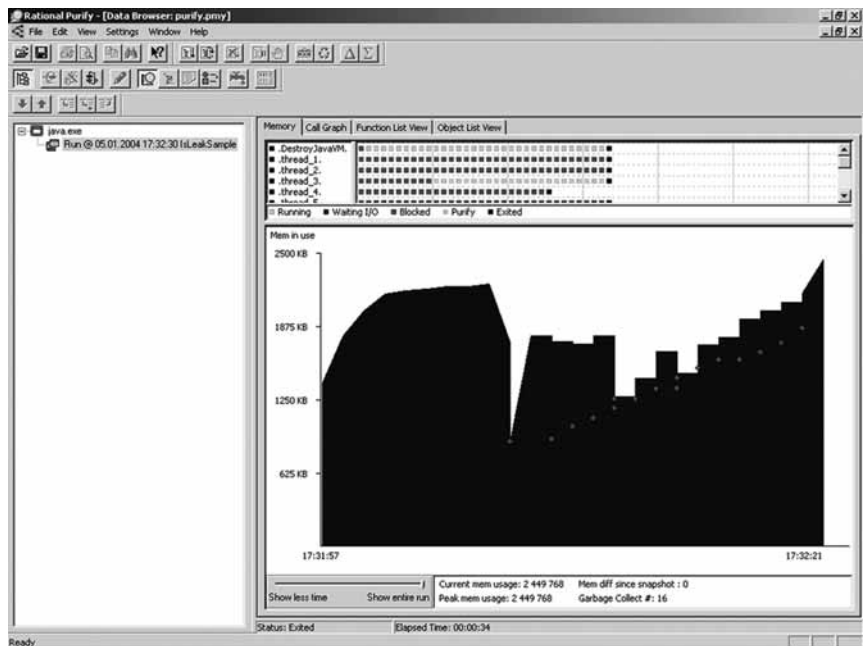 Rational Purify - [Data Browser: purify.pmy]
File Edit View Settings Window Help
java.exe
Run @ 05.01.2004 17:32:30 IsLeakSample
Memory Call Graph Function List View Object List View
.DestroyJavaVM.
.thread_1.
.thread_2.
.thread_3.
.thread_4.
Running Waiting I/O Blocked Purify Exited
Mem in use
2500 KB
1875 KB
1250 KB
625 KB
17:31:57 17:32:21
Show less time Show entire run
Current mem usage: 2 449 768 Mem diff since snapshot : 0
Peak mem usage: 2 449 768 Garbage Collect #: 16
Status: Exited Elapsed Time: 00:00:34
Ready